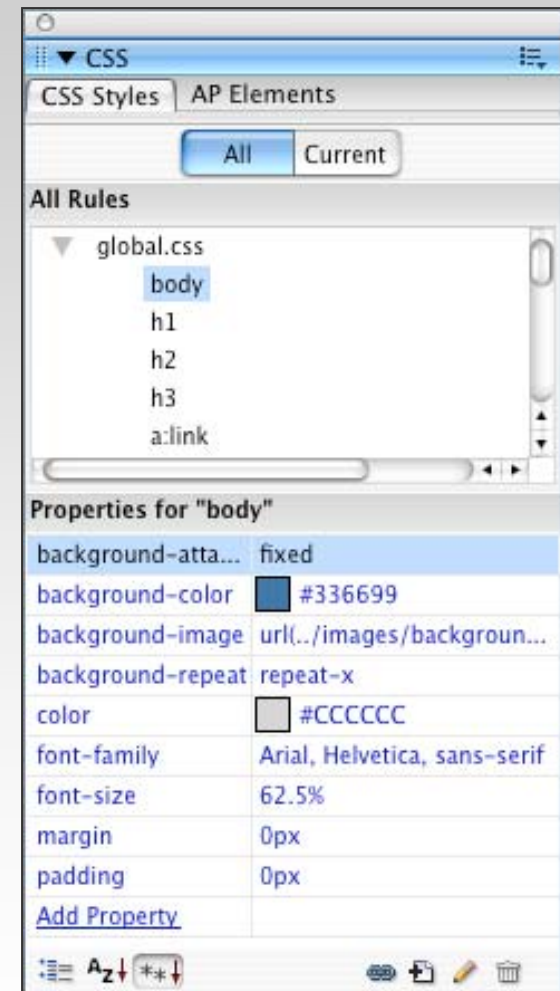 CSS
CSS Styles AP Elements
All Current
All Rules
global.css
body
h1
h2
h3
a:link
Properties for "body"
background-atta... fixed
background-color #336699
background-image url(../images/backgroun...
background-repeat repeat-x
color #CCCCCC
font-family Arial, Helvetica, sans-serif
font-size 62.5%
margin 0px
padding 0px
Add Property
Az **